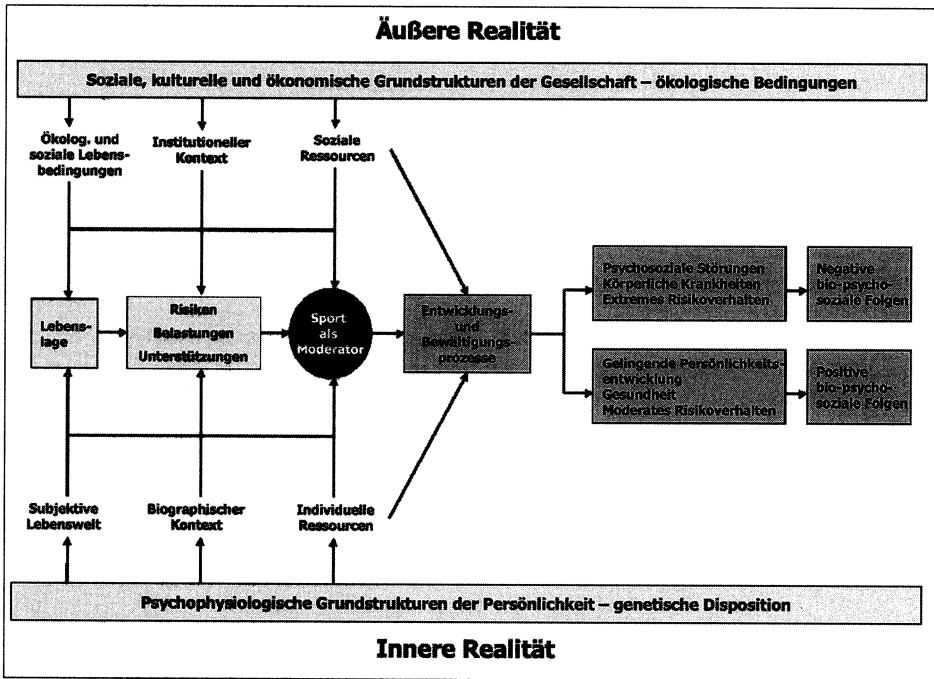 Äußere Realität
Soziale, kulturelle und ökonomische Grundstrukturen der Gesellschaft – ökologische Bedingungen
Ökolog. und
soziale Lebens-
bedingungen
Institutioneller
Kontext
Soziale
Ressourcen
Lebens-
lage
Risiken
Belastungen
Unterstützungen
Sport
als
Moderator
Entwicklungs-
und
Bewältigungs-
prozesse
Psychosoziale Störungen
Körperliche Krankheiten
Extremes Risikoverhalten
Negative
bio-psycho-
soziale Folgen
Gelingende Persönlichkeits-
entwicklung
Gesundheit
Moderates Risikoverhalten
Positive
bio-psycho-
soziale Folgen
Subjektive
Lebenswelt
Biographischer
Kontext
Individuelle
Ressourcen
Psychophysiologische Grundstrukturen der Persönlichkeit – genetische Disposition
Innere Realität